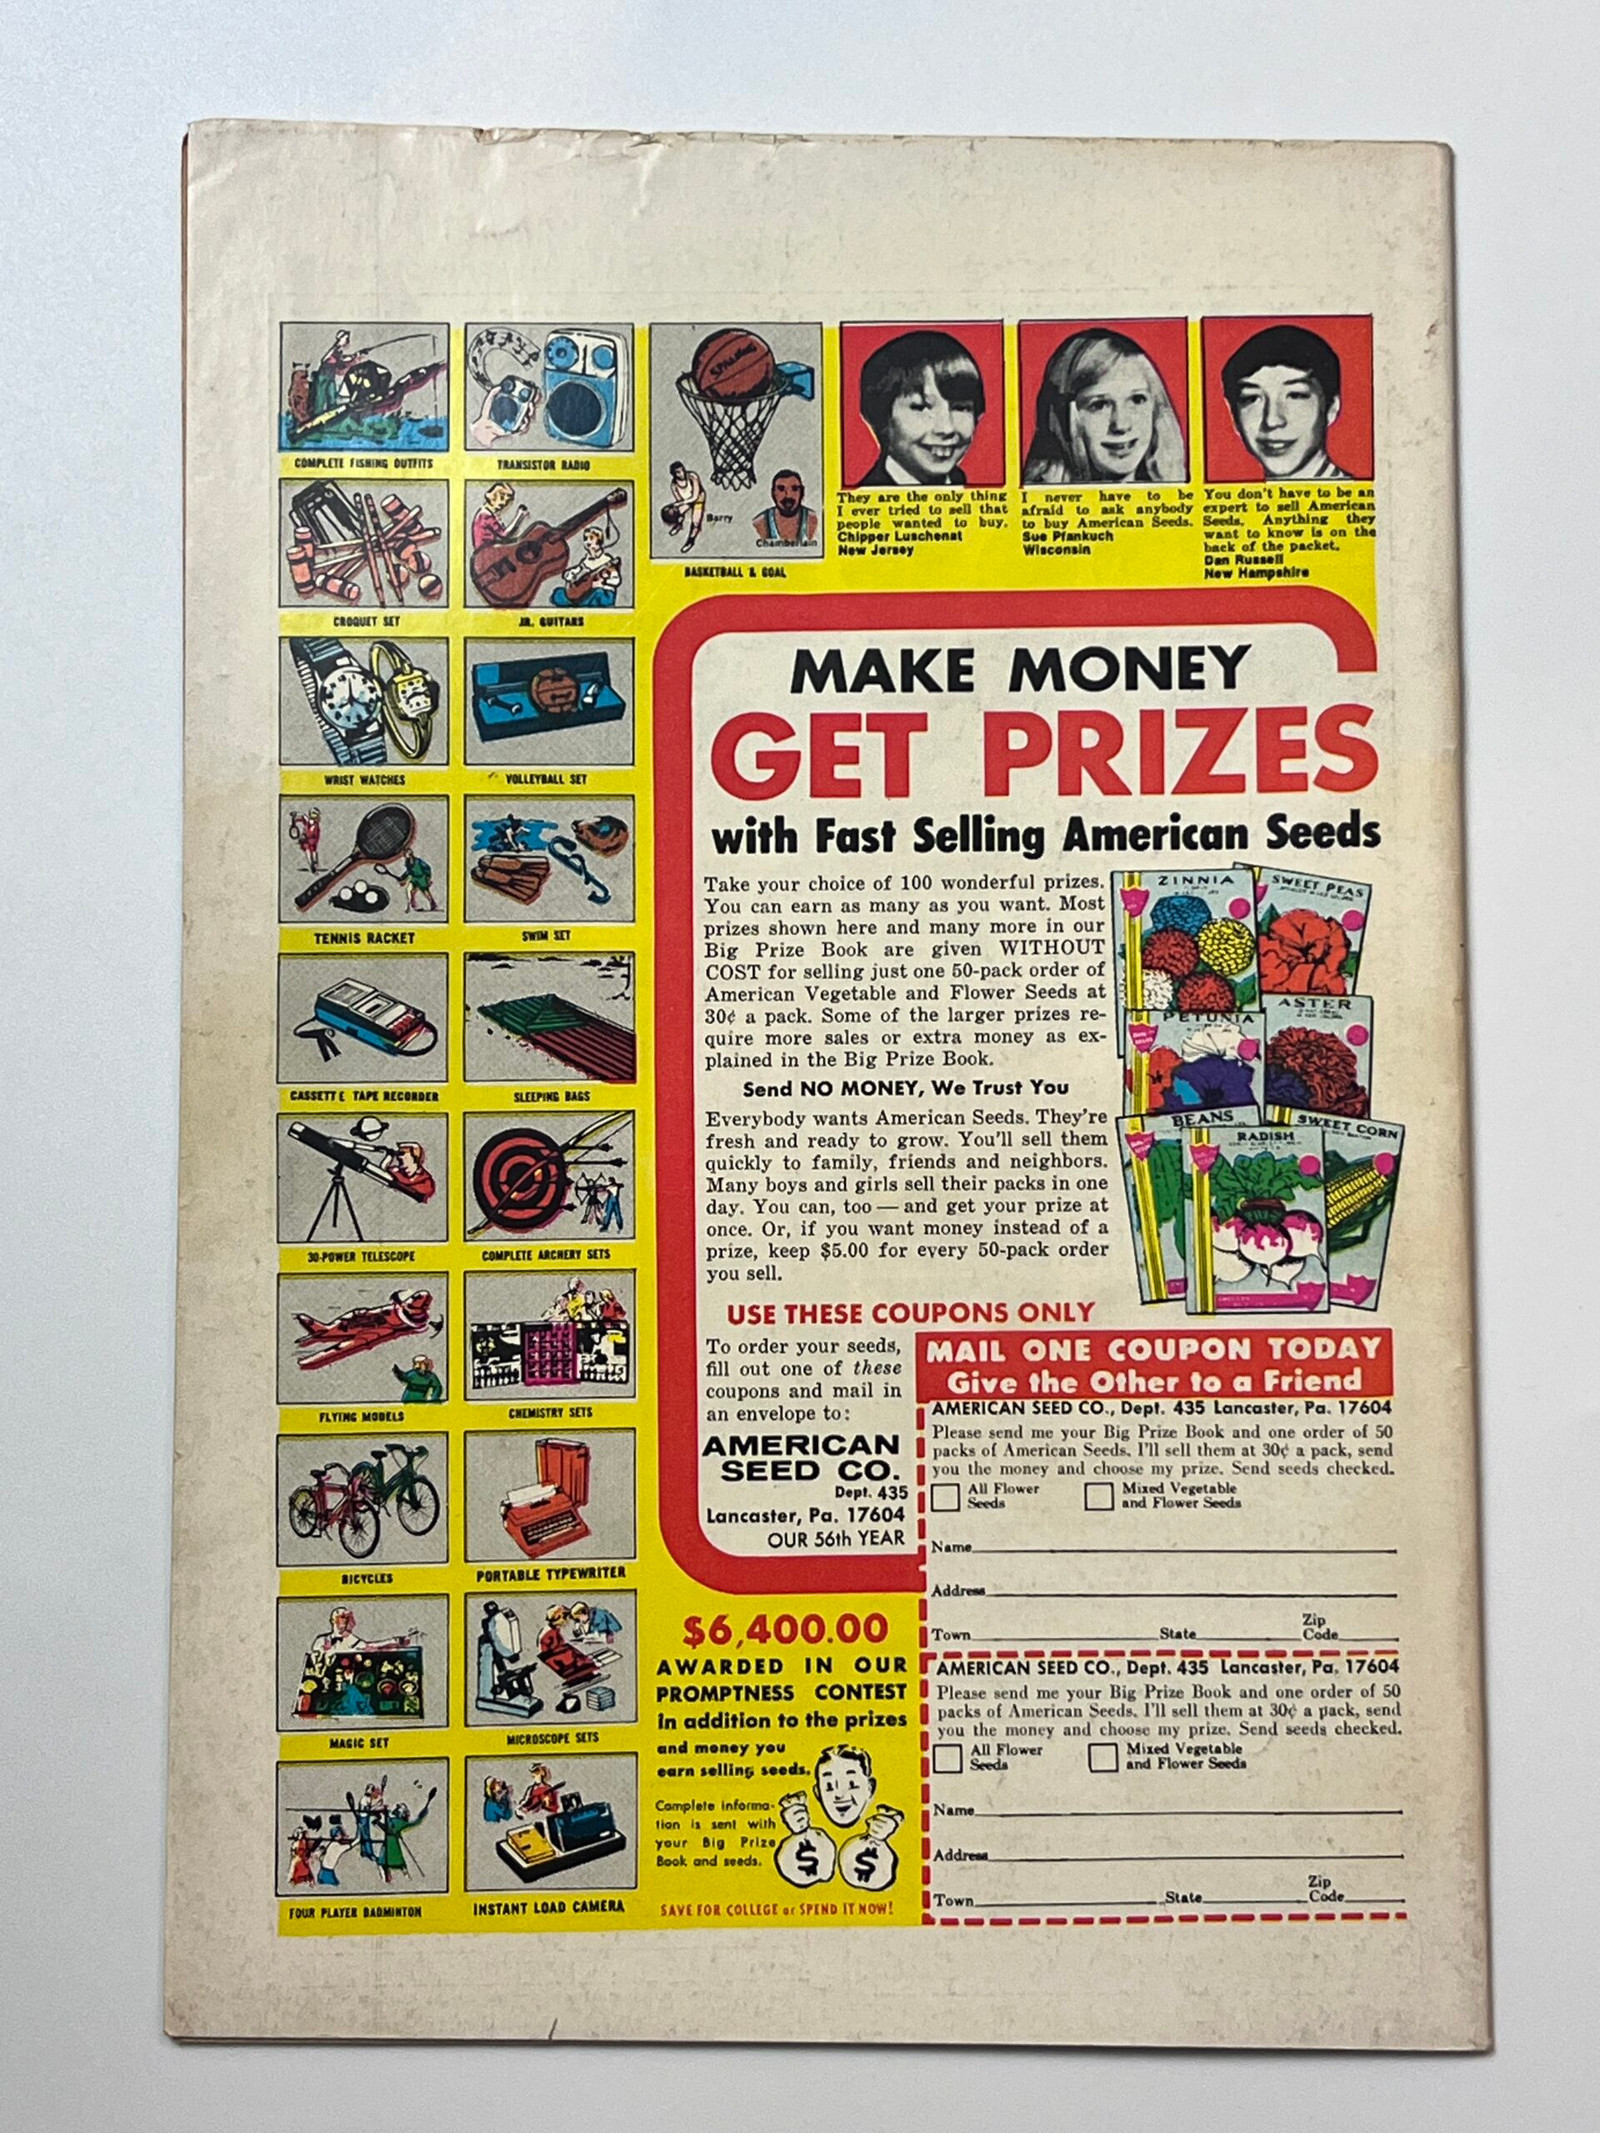 COMPLETE FISHING OUTFITS
TRANSISTOR RADIO
SPALDING
Barry
Chamberlain
BASKETBALL & GOAL
They are the only thing
I ever tried to sell that
people wanted to buy.
Chipper Luschenat
New Jersey
I never have to be
afraid to ask anybody
to buy American Seeds.
Sue Pfankuch
Wisconsin
You don't have to be an
expert to sell American
Seeds. Anything they
want to know is on the
back of the packet.
Dan Russell
New Hampshire
CROQUET SET
JR. GUITARS
WRIST WATCHES
VOLLEYBALL SET
TENNIS RACKET
SWIM SET
CASSETTE TAPE RECORDER
SLEEPING BAGS
30-POWER TELESCOPE
COMPLETE ARCHERY SETS
FLYING MODELS
CHEMISTRY SETS
BICYCLES
PORTABLE TYPEWRITER
MAGIC SET
MICROSCOPE SETS
FOUR PLAYER BADMINTON
INSTANT LOAD CAMERA
MAKE MONEY
GET PRIZES
with Fast Selling American Seeds
Take your choice of 100 wonderful prizes.
You can earn as many as you want. Most
prizes shown here and many more in our
Big Prize Book are given WITHOUT
COST for selling just one 50-pack order of
American Vegetable and Flower Seeds at
30¢ a pack. Some of the larger prizes re-
quire more sales or extra money as ex-
plained in the Big Prize Book.
Send NO MONEY, We Trust You
Everybody wants American Seeds. They're
fresh and ready to grow. You'll sell them
quickly to family, friends and neighbors.
Many boys and girls sell their packs in one
day. You can, too — and get your prize at
once. Or, if you want money instead of a
prize, keep $5.00 for every 50-pack order
you sell.
ZINNIA
SWEET PEAS
PETUNIA
ASTER
BEANS
RADISH
SWEET CORN
USE THESE COUPONS ONLY
To order your seeds,
fill out one of these
coupons and mail in
an envelope to:
AMERICAN
SEED CO.
Dept. 435
Lancaster, Pa. 17604
OUR 56th YEAR
MAIL ONE COUPON TODAY
Give the Other to a Friend
AMERICAN SEED CO., Dept. 435 Lancaster, Pa. 17604
Please send me your Big Prize Book and one order of 50
packs of American Seeds. I'll sell them at 30¢ a pack, send
you the money and choose my prize. Send seeds checked.
All Flower
Seeds
Mixed Vegetable
and Flower Seeds
Name
Address
Town State Zip
Code
AMERICAN SEED CO., Dept. 435 Lancaster, Pa. 17604
Please send me your Big Prize Book and one order of 50
packs of American Seeds. I'll sell them at 30¢ a pack, send
you the money and choose my prize. Send seeds checked.
All Flower
Seeds
Mixed Vegetable
and Flower Seeds
Name
Address
Town State Zip
Code
$6,400.00
AWARDED IN OUR
PROMPTNESS CONTEST
in addition to the prizes
and money you
earn selling seeds.
Complete informa-
tion is sent with
your Big Prize
Book and seeds.
$ $
SAVE FOR COLLEGE or SPEND IT NOW!